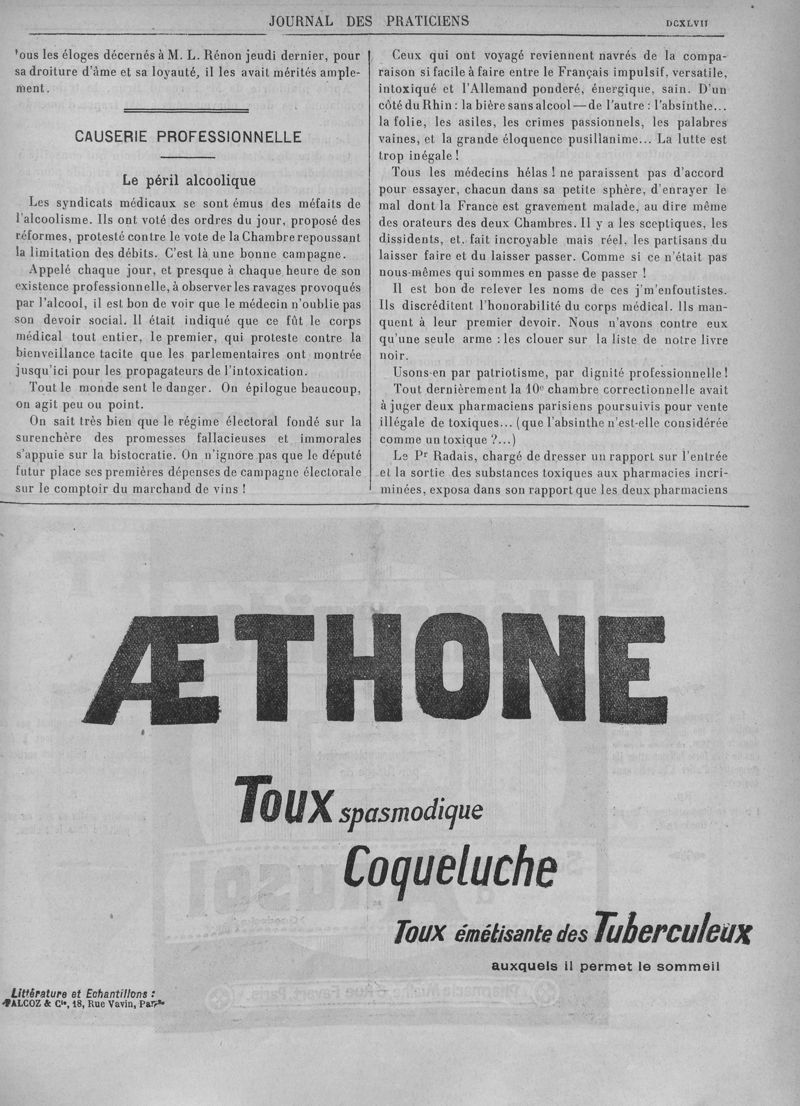 JOURNAL DES PRATICIENS
DCXLVII
'ous les éloges décernés à M. L. Rénon jeudi dernier, pour
sa droiture d'âme et sa loyauté, il les avait mérités ample-
ment.
CAUSERIE PROFESSIONNELLE
Le péril alcoolique
Les syndicats médicaux se sont émus des méfaits de
l'alcoolisme. Ils ont voté des ordres du jour, proposé des
réformes, protesté contre le vote de la Chambre repoussant
la limitation des débits. C'est là une bonne campagne.
Appelé chaque jour, et presque à chaque heure de son
existence professionnelle, à observer les ravages provoqués
par l'alcool, il est bon de voir que le médecin n'oublie pas
son devoir social. Il était indiqué que ce fût le corps
médical tout entier, le premier, qui proteste contre la
bienveillance tacite que les parlementaires ont montrée
jusqu'ici pour les propagateurs de l'intoxication.
Tout le monde sent le danger. On épilogue beaucoup,
on agit peu ou point.
On sait très bien que le régime électoral fondé sur la
surenchère des promesses fallacieuses et immorales
s'appuie sur la bistocratie. On n'ignore pas que le député
futur place ses premières dépenses de campagne électorale
sur le comptoir du marchand de vins !
Ceux qui ont voyagé reviennent navrés de la compa-
raison si facile à faire entre le Français impulsif, versatile,
intoxiqué et l'Allemand ponderé, énergique, sain. D'un
côté du Rhin : la bière sans alcool — de l'autre : l'absinthe...
la folie, les asiles, les crimes passionnels, les palabres
vaines, et la grande éloquence pusillanime... La lutte est
trop inégale !
Tous les médecins hélas ! ne paraissent pas d'accord
pour essayer, chacun dans sa petite sphère, d'enrayer le
mal dont la France est gravement malade, au dire même
des orateurs des deux Chambres. Il y a les sceptiques, les
dissidents, et, fait incroyable mais réel, les partisans du
laisser faire et du laisser passer. Comme si ce n'était pas
nous-mêmes qui sommes en passe de passer !
Il est bon de relever les noms de ces j'm'enfoutistes.
Ils discréditent l'honorabilité du corps médical. Ils man-
quent à leur premier devoir. Nous n'avons contre eux
qu'une seule arme : les clouer sur la liste de notre livre
noir.
Usons-en par patriotisme, par dignité professionnelle !
Tout dernièrement la 10e chambre correctionnelle avait
à juger deux pharmaciens parisiens poursuivis pour vente
illégale de toxiques... (que l'absinthe n'est-elle considérée
comme un toxique ?...)
Le Pr Radais, chargé de dresser un rapport sur l'entrée
et la sortie des substances toxiques aux pharmacies incri-
minées, exposa dans son rapport que les deux pharmaciens
ÆTHONE
Toux spasmodique
Coqueluche
Toux émétisante des Tuberculeux
auxquels il permet le sommeil
Littérature et Echantillons :
FALCOZ & Cie, 18, Rue Vavin, Paris